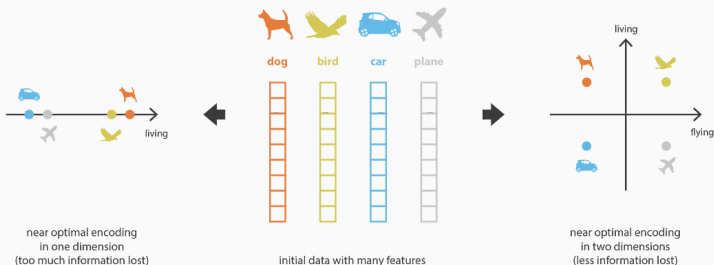 dog bird car plane
living
living
flying
near optimal encoding
in one dimension
(too much information lost)
initial data with many features
near optimal encoding
in two dimensions
(less information lost)